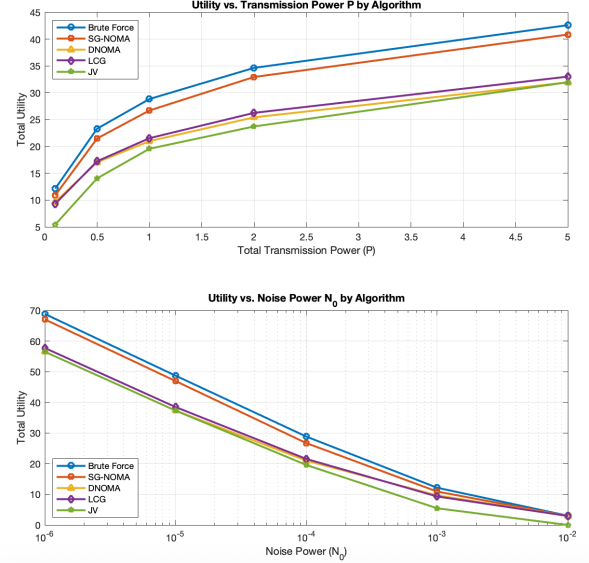 Utility vs. Transmission Power P by Algorithm
45
40
35
30
25
20
15
10
5
Total Utility
Brute Force
SG-NOMA
DNOMA
LCG
JV
0 0.5 1 1.5 2 2.5 3 3.5 4 4.5 5
Total Transmission Power (P)
Utility vs. Noise Power N₀ by Algorithm
70
60
50
40
30
20
10
0
Total Utility
Brute Force
SG-NOMA
DNOMA
LCG
JV
10⁻⁶ 10⁻⁵ 10⁻⁴ 10⁻³ 10⁻²
Noise Power (N₀)